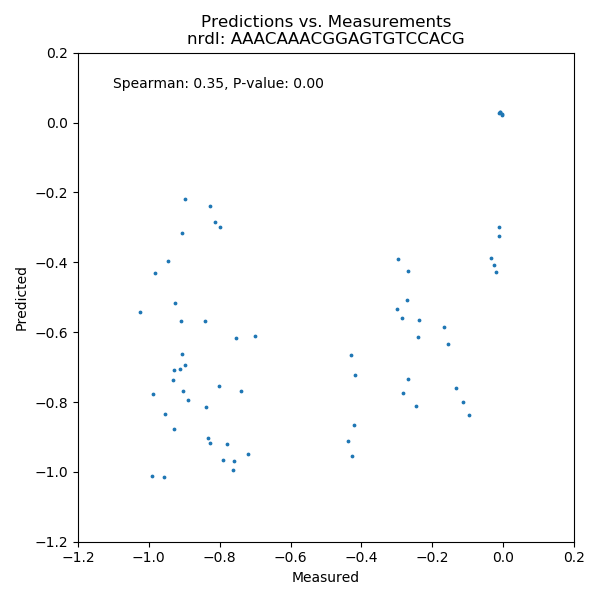 Predictions vs. Measurements
nrdI: AAACAAACGGAGTGTCCACG
0.2
Spearman: 0.35, P-value: 0.00
0.0
−0.2
−0.4
−0.6
−0.8
−1.0
−1.2
Predicted
−1.2 −1.0 −0.8 −0.6 −0.4 −0.2 0.0 0.2
Measured